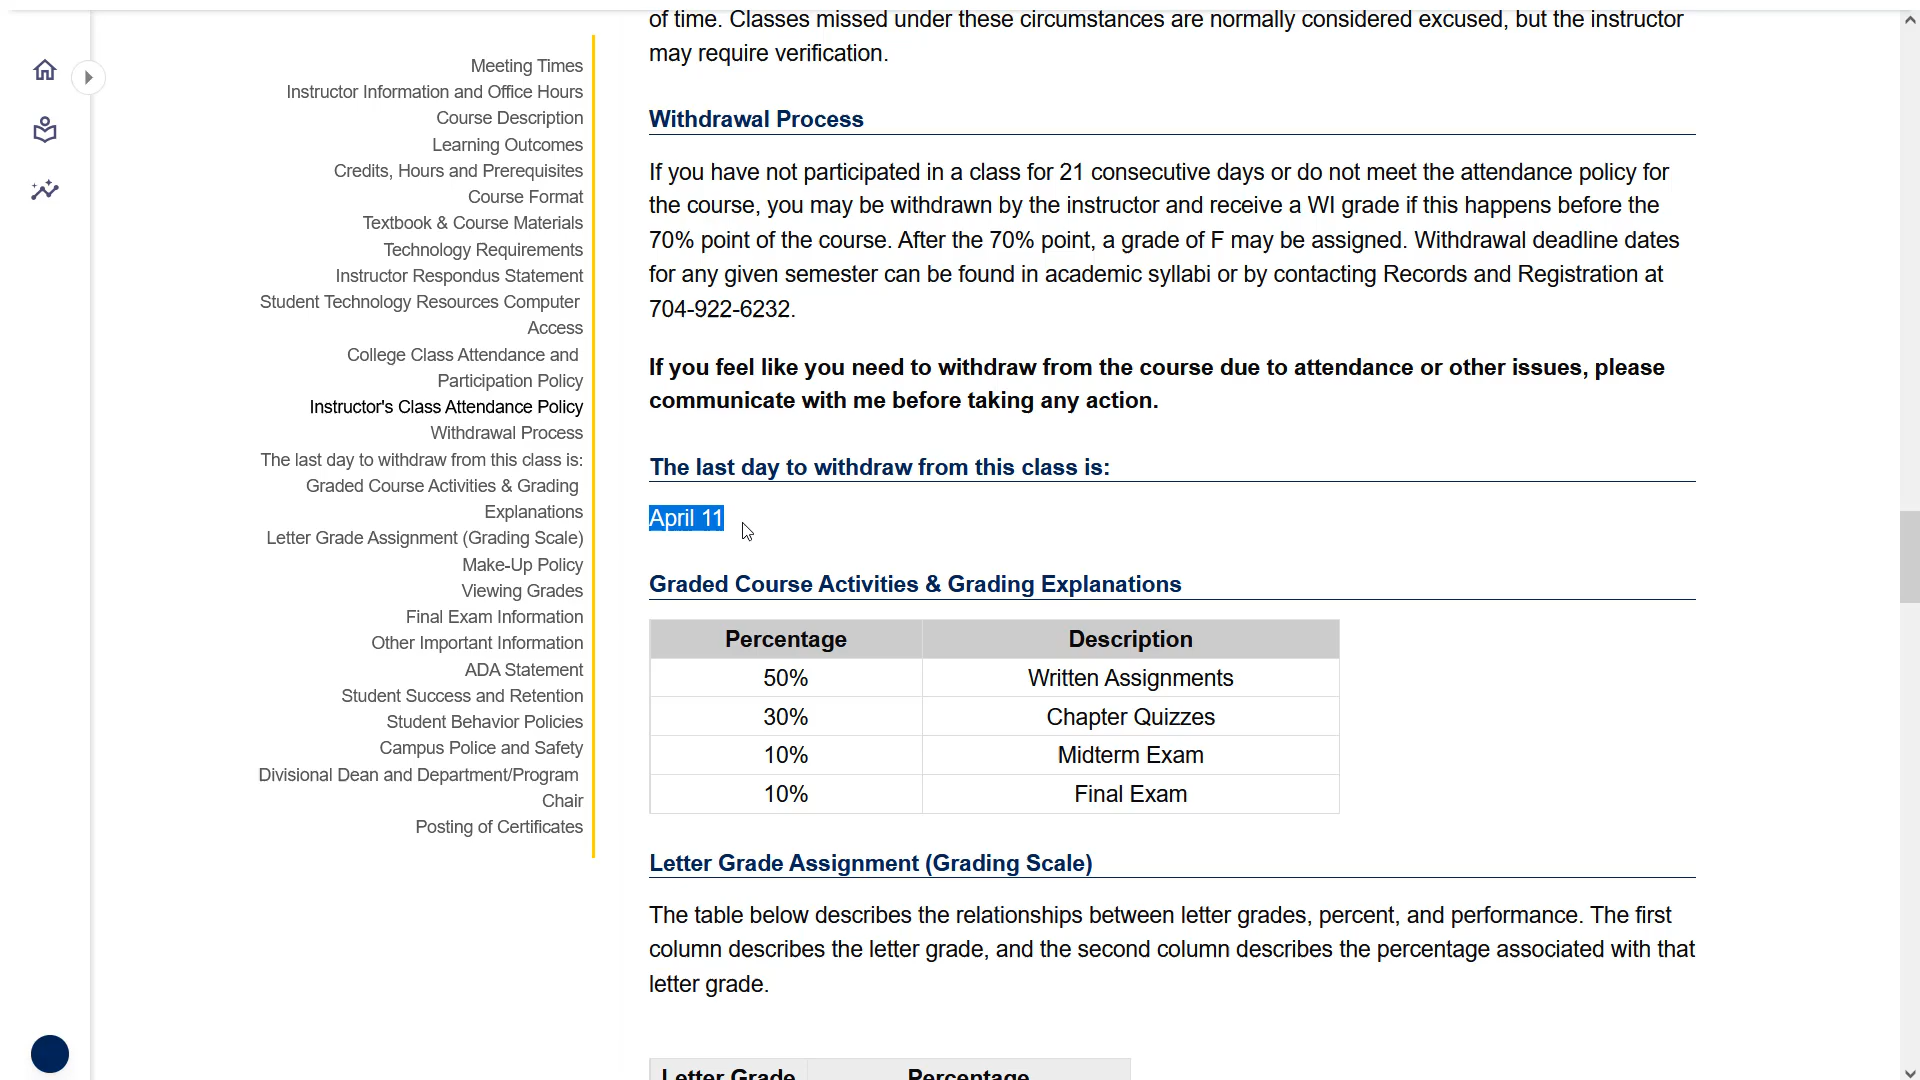 Meeting Times
Instructor Information and Office Hours
Course Description
Learning Outcomes
Credits, Hours and Prerequisites
Course Format
Textbook & Course Materials
Technology Requirements
Instructor Respondus Statement
Student Technology Resources Computer
Access
College Class Attendance and
Participation Policy
Instructor's Class Attendance Policy
Withdrawal Process
The last day to withdraw from this class is:
Graded Course Activities & Grading
Explanations
Letter Grade Assignment (Grading Scale)
Make-Up Policy
Viewing Grades
Final Exam Information
Other Important Information
ADA Statement
Student Success and Retention
Student Behavior Policies
Campus Police and Safety
Divisional Dean and Department/Program
Chair
Posting of Certificates
of time. Classes missed under these circumstances are normally considered excused, but the instructor
may require verification.
Withdrawal Process
If you have not participated in a class for 21 consecutive days or do not meet the attendance policy for
the course, you may be withdrawn by the instructor and receive a WI grade if this happens before the
70% point of the course. After the 70% point, a grade of F may be assigned. Withdrawal deadline dates
for any given semester can be found in academic syllabi or by contacting Records and Registration at
704-922-6232.
If you feel like you need to withdraw from the course due to attendance or other issues, please
communicate with me before taking any action.
The last day to withdraw from this class is:
April 11
Graded Course Activities & Grading Explanations
Percentage Description
50% Written Assignments
30% Chapter Quizzes
10% Midterm Exam
10% Final Exam
Letter Grade Assignment (Grading Scale)
The table below describes the relationships between letter grades, percent, and performance. The first
column describes the letter grade, and the second column describes the percentage associated with that
letter grade.
Letter Grade Percentage